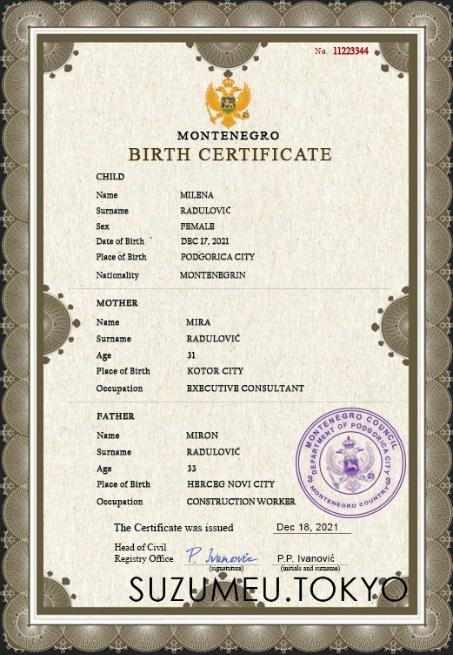 No. 11223344
MONTENEGRO
BIRTH CERTIFICATE
CHILD
Name MILENA
Surname RADULOVIĆ
Sex FEMALE
Date of Birth DEC 17, 2021
Place of Birth PODGORICA CITY
Nationality MONTENEGRIN
MOTHER
Name MIRA
Surname RADULOVIĆ
Age 31
Place of Birth KOTOR CITY
Occupation EXECUTIVE CONSULTANT
FATHER
Name MIRON
Surname RADULOVIĆ
Age 33
Place of Birth HERCEG NOVI CITY
Occupation CONSTRUCTION WORKER
MONTENEGRO COUNCIL
DEPARTMENT OF PODGORICA CITY
3 3
MONTENEGRO COUNTRY
The Certificate was issued Dec 18, 2021
Head of Civil
Registry Office P. Ivanovic P.P. Ivanović
(signature) (initials and surname)
SUZUMEU.TOKYO